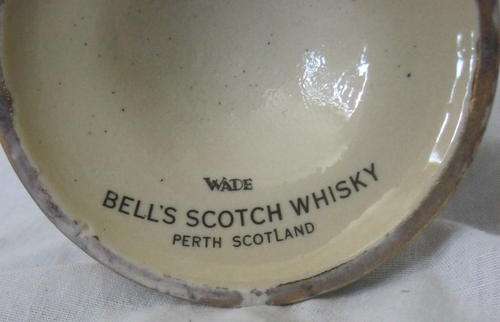 WADE
BELL'S SCOTCH WHISKY
PERTH SCOTLAND